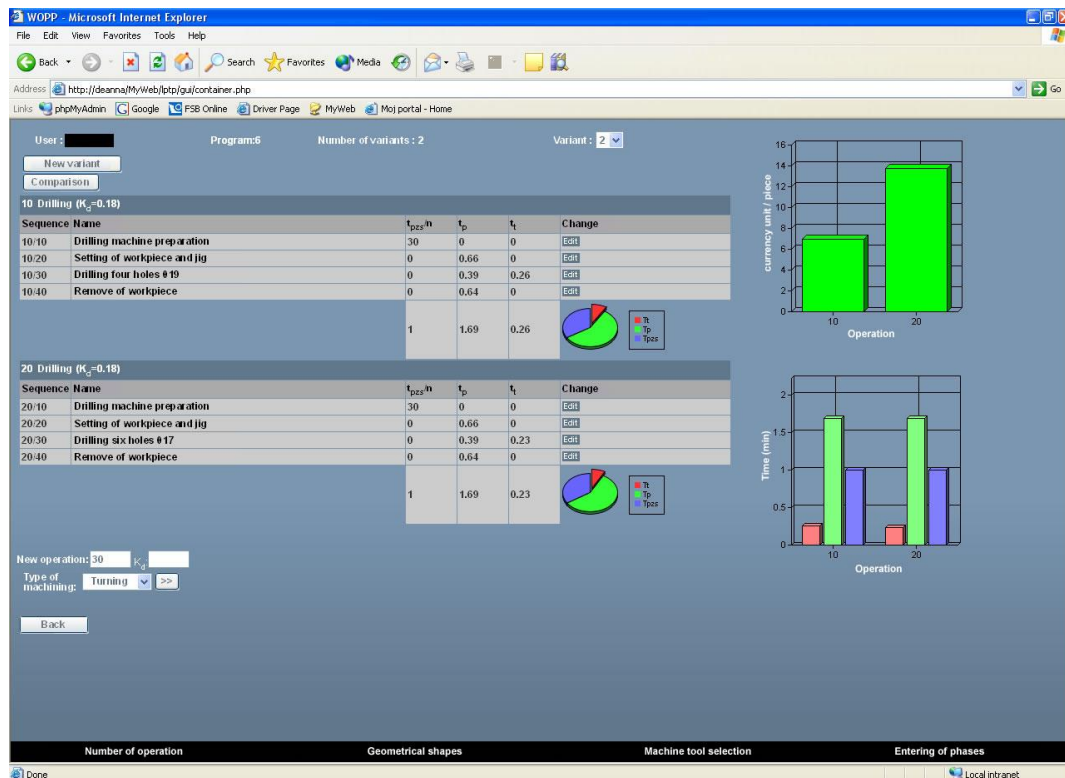 WOPP - Microsoft Internet Explorer
File Edit View Favorites Tools Help
Back Search Favorites Media
Address http://deanna/MyWeb/lptp/gui/container.php Go
Links phpMyAdmin Google FSB Online Driver Page MyWeb Moj portal - Home
User : Program:6 Number of variants : 2 Variant : 2
New variant
Comparison
10 Drilling (Kd=0.18)
Sequence Name tpzs/n tp tt Change
10/10 Drilling machine preparation 30 0 0 Edit
10/20 Setting of workpiece and jig 0 0.66 0 Edit
10/30 Drilling four holes θ19 0 0.39 0.26 Edit
10/40 Remove of workpiece 0 0.64 0 Edit
1 1.69 0.26
Tt
Tp
Tpzs
20 Drilling (Kd=0.18)
Sequence Name tpzs/n tp tt Change
20/10 Drilling machine preparation 30 0 0 Edit
20/20 Setting of workpiece and jig 0 0.66 0 Edit
20/30 Drilling six holes θ17 0 0.39 0.23 Edit
20/40 Remove of workpiece 0 0.64 0 Edit
1 1.69 0.23
Tt
Tp
Tpzs
New operation: 30 Kd
Type of machining: Turning >>
Back
currency unit / piece
16
14
12
10
8
6
4
2
0
10 20
Operation
Time (min)
2
1.5
1
0.5
0
10 20
Operation
Number of operation Geometrical shapes Machine tool selection Entering of phases
Done Local intranet